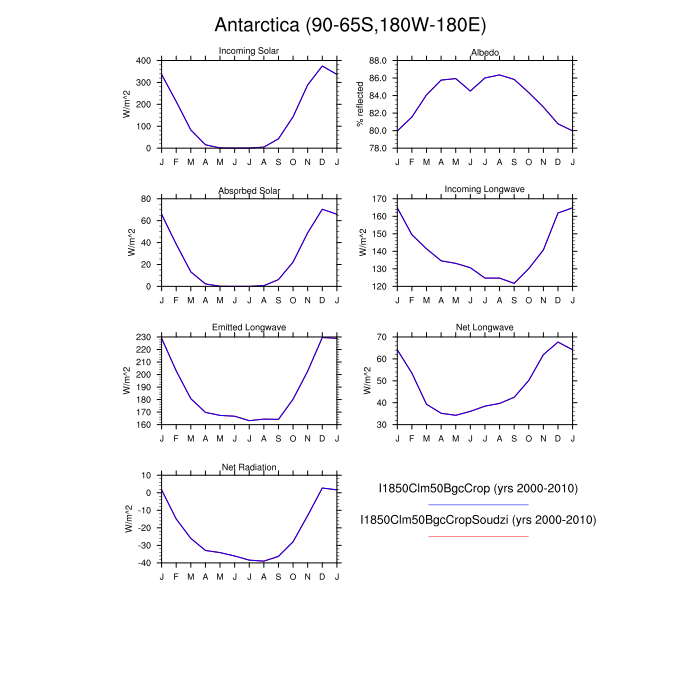 Antarctica (90-65S,180W-180E)
Incoming Solar
W/m^2
400
300
200
100
0
J F M A M J J A S O N D J
Albedo
% reflected
88.0
86.0
84.0
82.0
80.0
78.0
J F M A M J J A S O N D J
Absorbed Solar
W/m^2
80
60
40
20
0
J F M A M J J A S O N D J
Incoming Longwave
W/m^2
170
160
150
140
130
120
J F M A M J J A S O N D J
Emitted Longwave
W/m^2
230
220
210
200
190
180
170
160
J F M A M J J A S O N D J
Net Longwave
W/m^2
70
60
50
40
30
J F M A M J J A S O N D J
Net Radiation
W/m^2
10
0
-10
-20
-30
-40
J F M A M J J A S O N D J
I1850Clm50BgcCrop (yrs 2000-2010)
I1850Clm50BgcCropSoudzi (yrs 2000-2010)